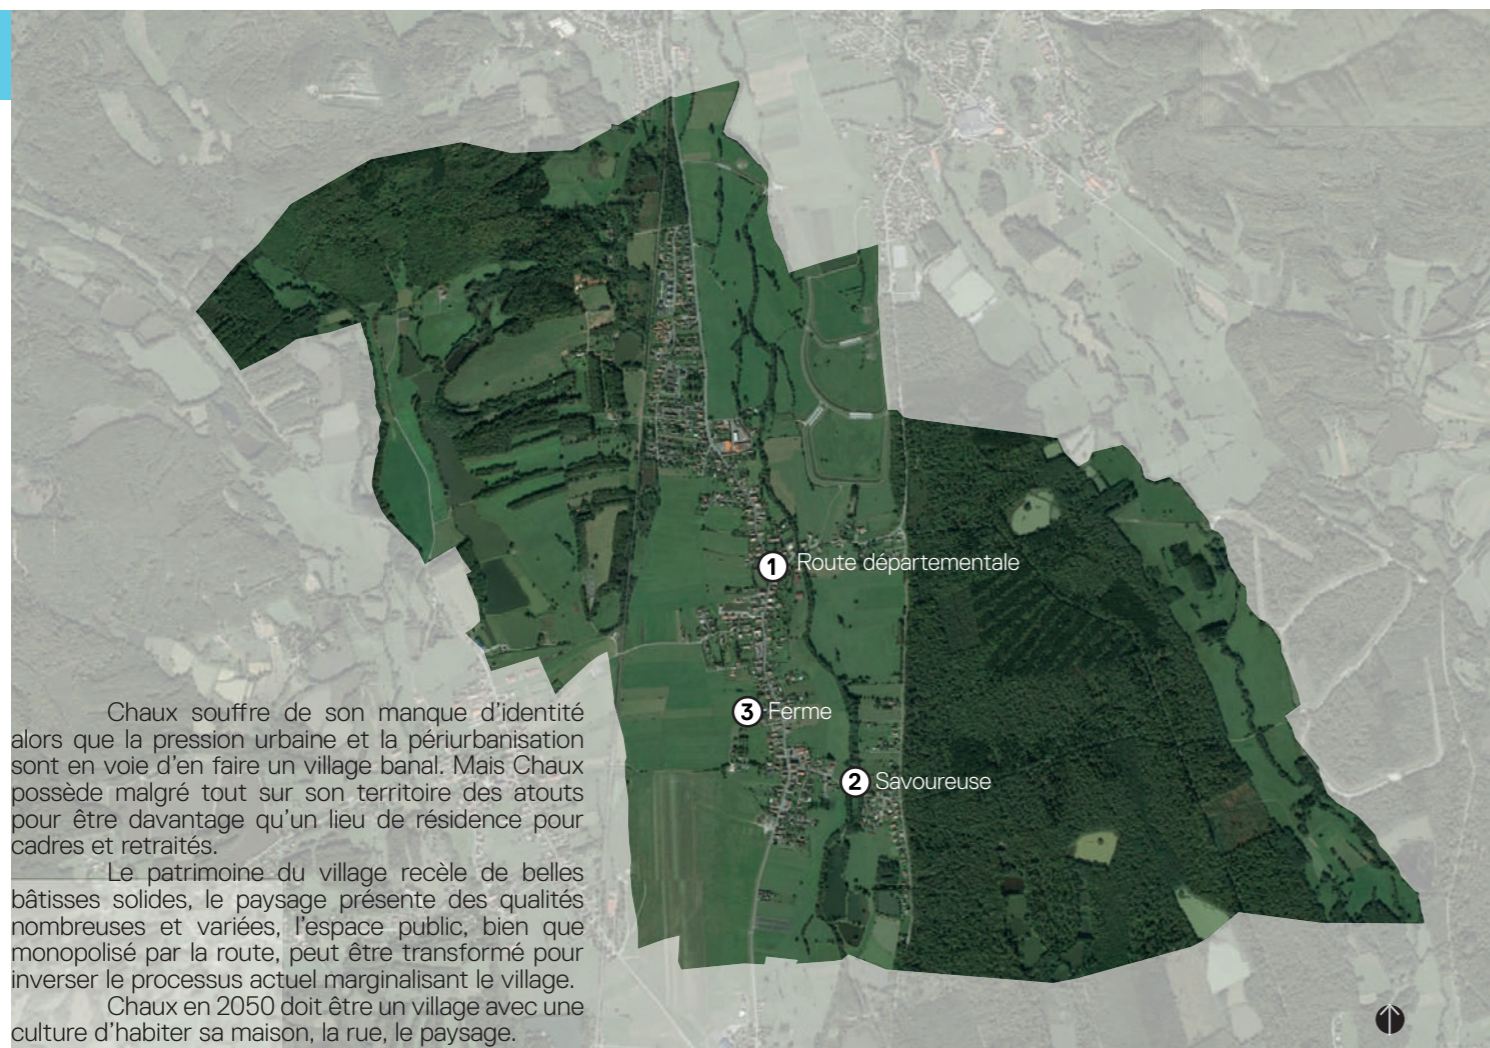 1 Route départementale
3 Ferme
2 Savoureuse
Chaux souffre de son manque d'identité
alors que la pression urbaine et la périurbanisation
sont en voie d'en faire un village banal. Mais Chaux
possède malgré tout sur son territoire des atouts
pour être davantage qu'un lieu de résidence pour
cadres et retraités.
Le patrimoine du village recèle de belles
bâtisses solides, le paysage présente des qualités
nombreuses et variées, l'espace public, bien que
monopolisé par la route, peut être transformé pour
inverser le processus actuel marginalisant le village.
Chaux en 2050 doit être un village avec une
culture d'habiter sa maison, la rue, le paysage.